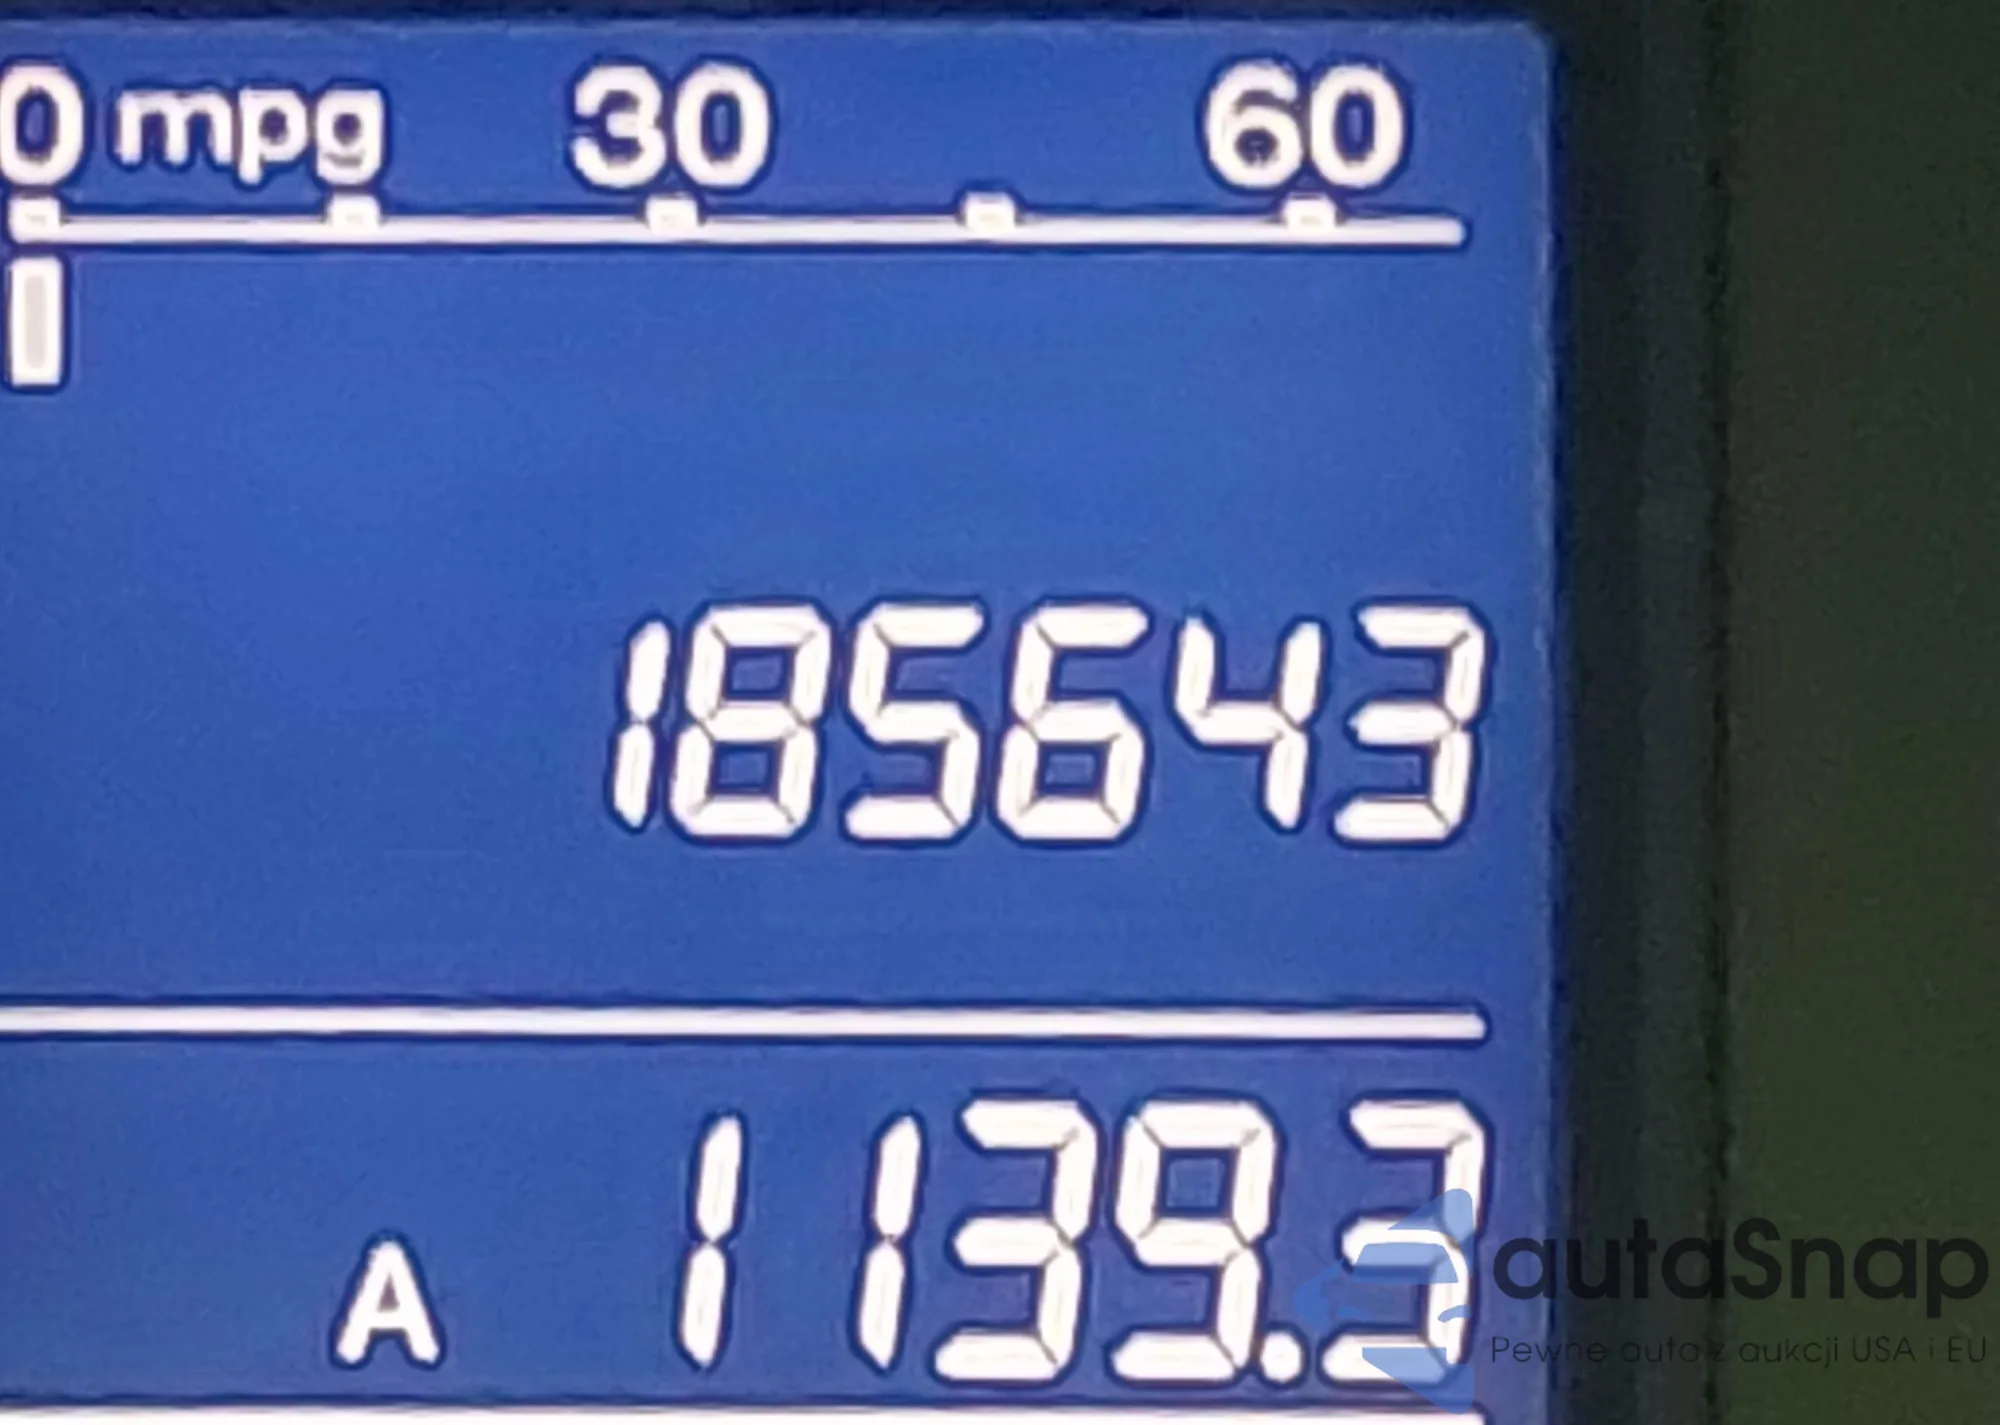 0 mpg 30 60
185643
A 1139.3
autaSnap
Pewne auta z aukcji USA i EU